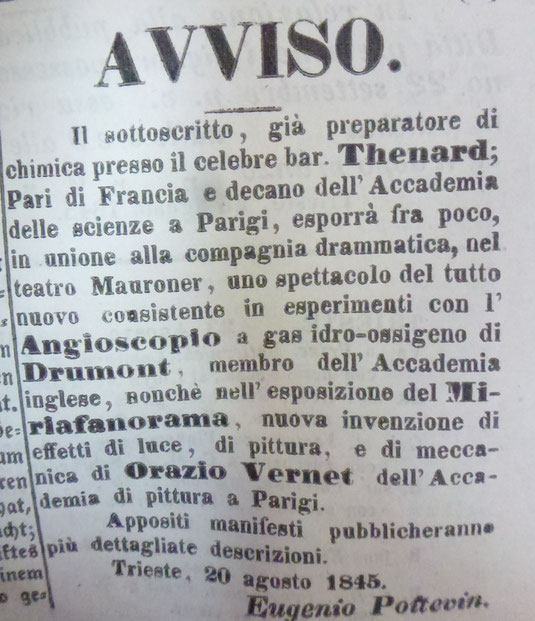 AVVISO.
Il sottoscritto, già preparatore di
chimica presso il celebre bar. Thenard;
Pari di Francia e decano dell'Accademia
delle scienze a Parigi, esporrà fra poco,
in unione alla compagnia drammatica, nel
teatro Mauroner, uno spettacolo del tutto
nuovo consistente in esperimenti con l'
Angioscopio a gas idro-ossigeno di
Drumont, membro dell'Accademia
inglese, nonchè nell'esposizione del Mi-
riafanorama, nuova invenzione di
effetti di luce, di pittura, e di mecca-
nica di Orazio Vernet dell'Acca-
demia di pittura a Parigi.
Appositi manifesti pubblicheranno
più dettagliate descrizioni.
Trieste, 20 agosto 1845.
Eugenio Poitevin.